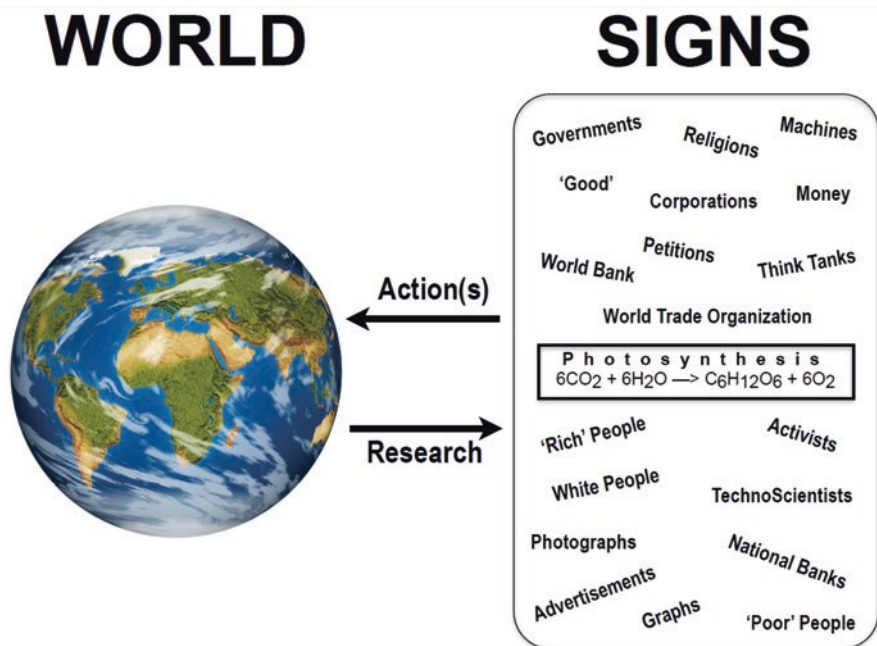 WORLD
SIGNS
Governments
Religions
Machines
'Good'
Corporations
Money
World Bank
Petitions
Think Tanks
Action(s)
World Trade Organization
Photosynthesis
6CO2 + 6H2O —> C6H12O6 + 6O2
Research
'Rich' People
Activists
White People
TechnoScientists
Photographs
National Banks
Advertisements
Graphs
'Poor' People